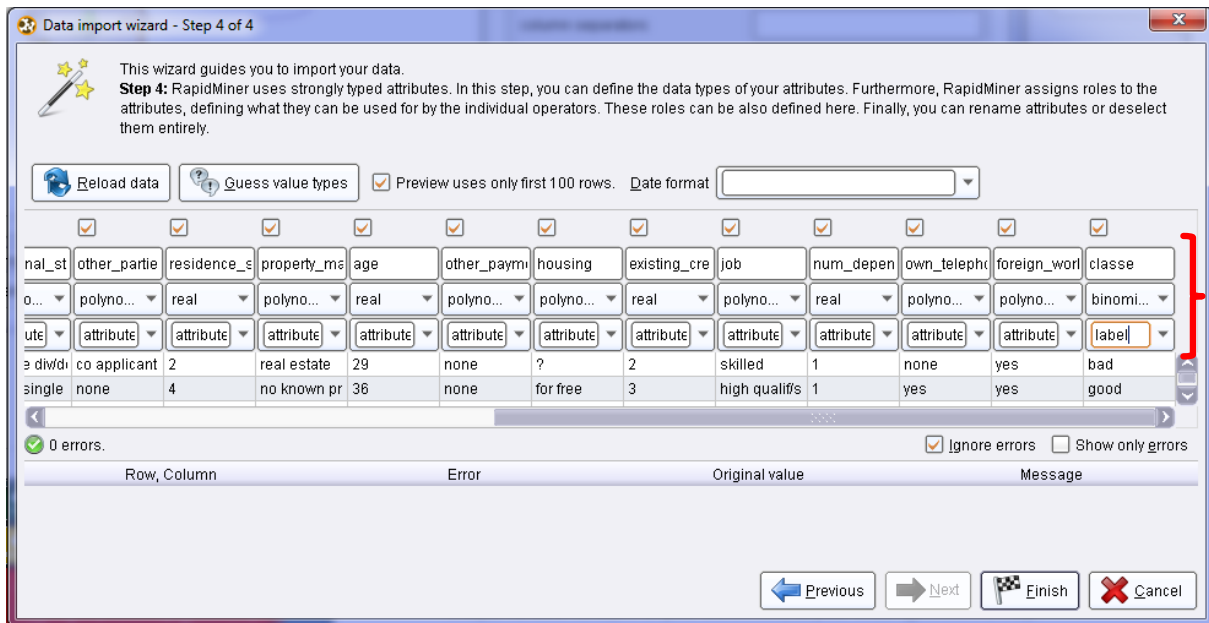 Data import wizard - Step 4 of 4
This wizard guides you to import your data.
Step 4: RapidMiner uses strongly typed attributes. In this step, you can define the data types of your attributes. Furthermore, RapidMiner assigns roles to the
attributes, defining what they can be used for by the individual operators. These roles can be also defined here. Finally, you can rename attributes or deselect
them entirely.
Reload data Guess value types Preview uses only first 100 rows. Date format
nal_st other_partie residence_s property_ma age other_paym housing existing_cre job num_depen own_teleph foreign_worl classe
o... polyno... real polyno... real polyno... polyno... real polyno... real polyno... polyno... binomi...
ute attribute attribute attribute attribute attribute attribute attribute attribute attribute attribute attribute label
e div/d co applicant 2 real estate 29 none ? 2 skilled 1 none yes bad
single none 4 no known pr 36 none for free 3 high qualif/s 1 yes yes good
0 errors. Ignore errors Show only errors
Row, Column Error Original value Message
Previous Next Finish Cancel